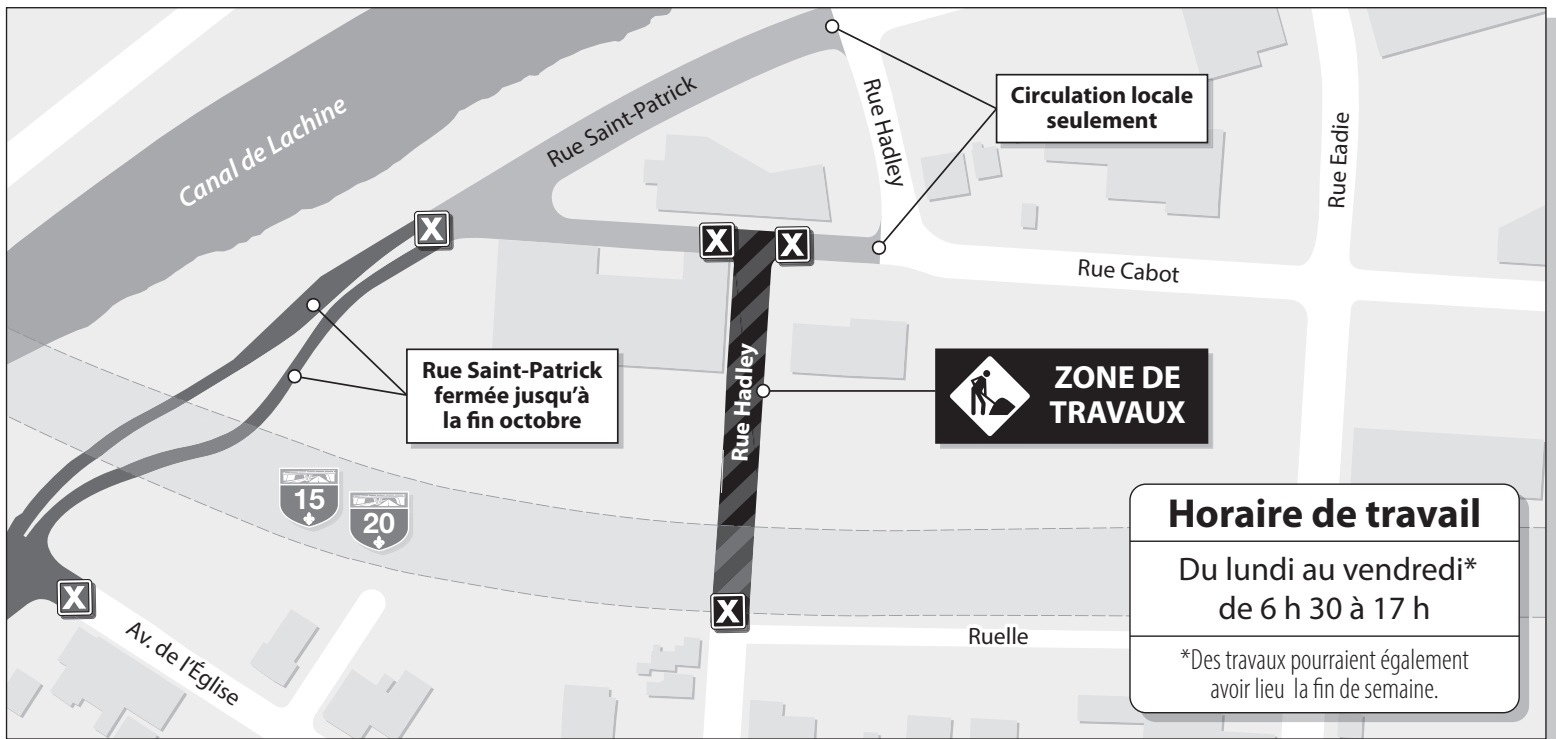 Canal de Lachine
Rue Saint-Patrick
Rue Hadley
Circulation locale
seulement
Rue Eadie
X
X
X
Rue Cabot
Rue Saint-Patrick
fermée jusqu'à
la fin octobre
Rue Hadley
ZONE DE
TRAVAUX
15
20
X
X
Av. de l'Église
Ruelle
Horaire de travail
Du lundi au vendredi*
de 6 h 30 à 17 h
*Des travaux pourraient également
avoir lieu la fin de semaine.